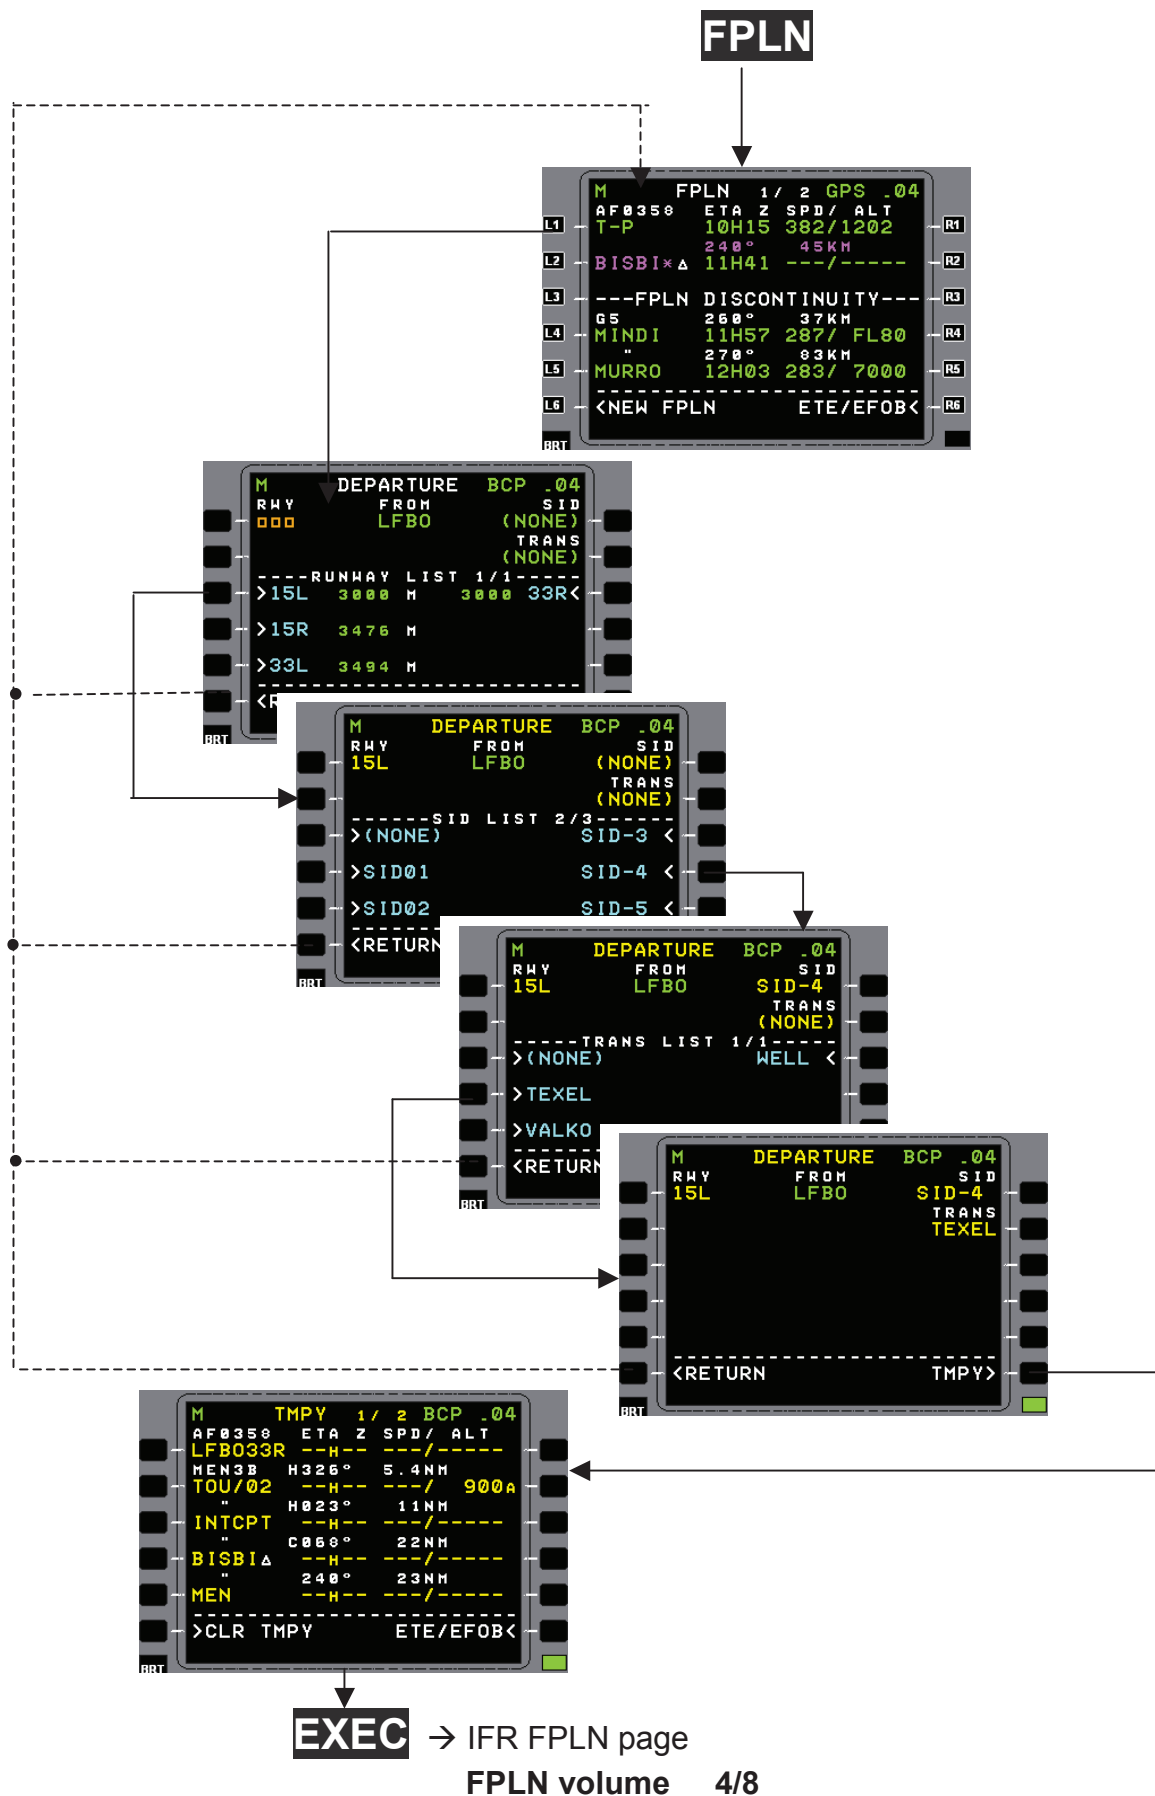 FPLN
M FPLN 1/ 2 GPS .04
AF0358 ETA Z SPD/ ALT
L1 T-P 10H15 382/1202 R1
240° 45KM
L2 BISBI*Δ 11H41 ---/----- R2
L3 ---FPLN DISCONTINUITY--- R3
G5 260° 37KM
L4 MINDI 11H57 287/ FL80 R4
" 270° 83KM
L5 MURRO 12H03 283/ 7000 R5
L6 <NEW FPLN ETE/EFOB< R6
BRT
M DEPARTURE BCP .04
RWY FROM SID
□□□ LFBO (NONE)
TRANS
(NONE)
----RUNWAY LIST 1/1-----
>15L 3000 M 3000 33R<
>15R 3476 M
>33L 3494 M
<R
BRT
M DEPARTURE BCP .04
RWY FROM SID
15L LFBO (NONE)
TRANS
(NONE)
------SID LIST 2/3------
>(NONE) SID-3 <
>SID01 SID-4 <
>SID02 SID-5 <
<RETURN
BRT
M DEPARTURE BCP .04
RWY FROM SID
15L LFBO SID-4
TRANS
(NONE)
-----TRANS LIST 1/1-----
>(NONE) WELL <
>TEXEL
>VALKO
<RETURN
BRT
M DEPARTURE BCP .04
RWY FROM SID
15L LFBO SID-4
TRANS
TEXEL
<RETURN TMPY>
BRT
M TMPY 1/ 2 BCP .04
AF0358 ETA Z SPD/ ALT
LFBO33R --H-- ---/-----
MEN3B H326° 5.4NM
TOU/02 --H-- ---/ 900A
" H023° 11NM
INTCPT --H-- ---/-----
" C068° 22NM
BISBIΔ --H-- ---/-----
" 240° 23NM
MEN --H-- ---/-----
>CLR TMPY ETE/EFOB<
BRT
EXEC → IFR FPLN page
FPLN volume 4/8